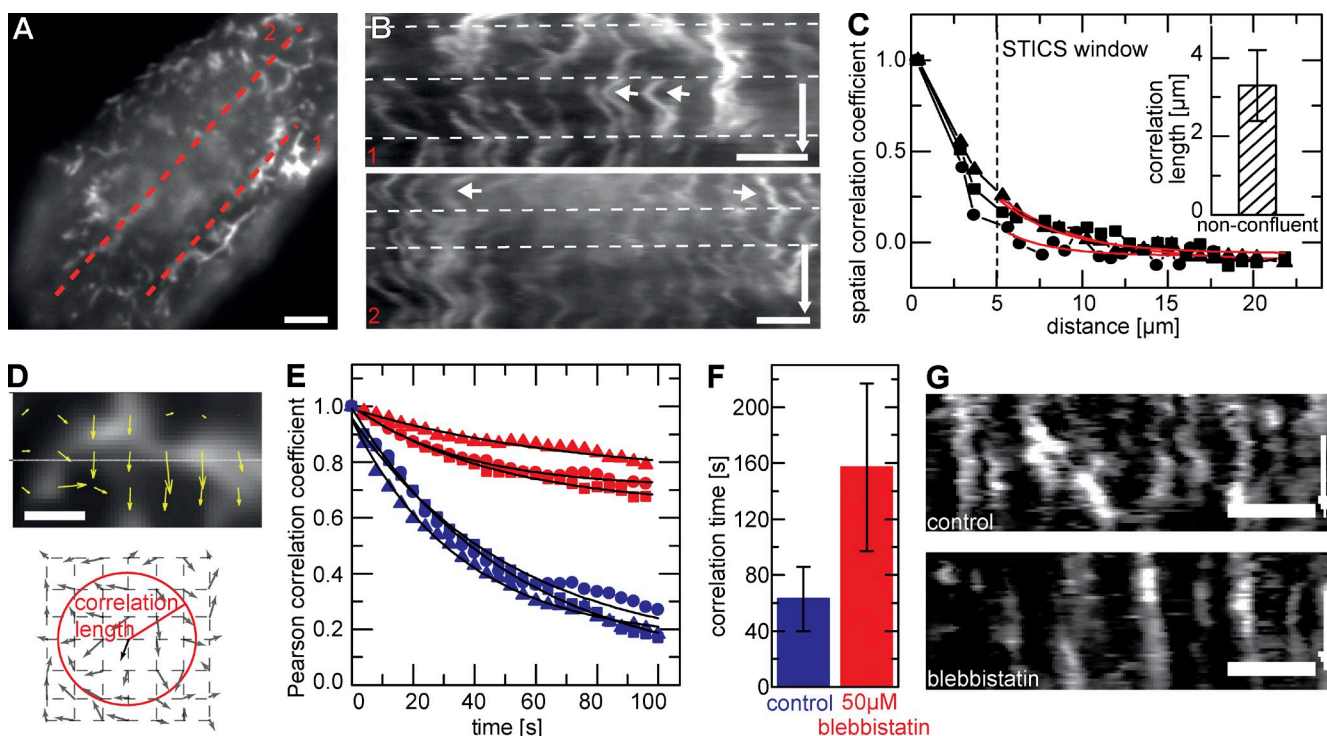 A
2
1
B
1
2
C
spatial correlation coefficient
1.0
0.5
0.0
STICS window
correlation
length [µm]
4
2
0
non-confluent
0
5
10
15
20
distance [µm]
D
correlation
length
E
Pearson correlation coefficient
1.0
0.8
0.6
0.4
0.2
0.0
0
20
40
60
80
100
time [s]
F
correlation time [s]
200
160
120
80
40
0
control
50µM
blebbistatin
G
control
blebbistatin